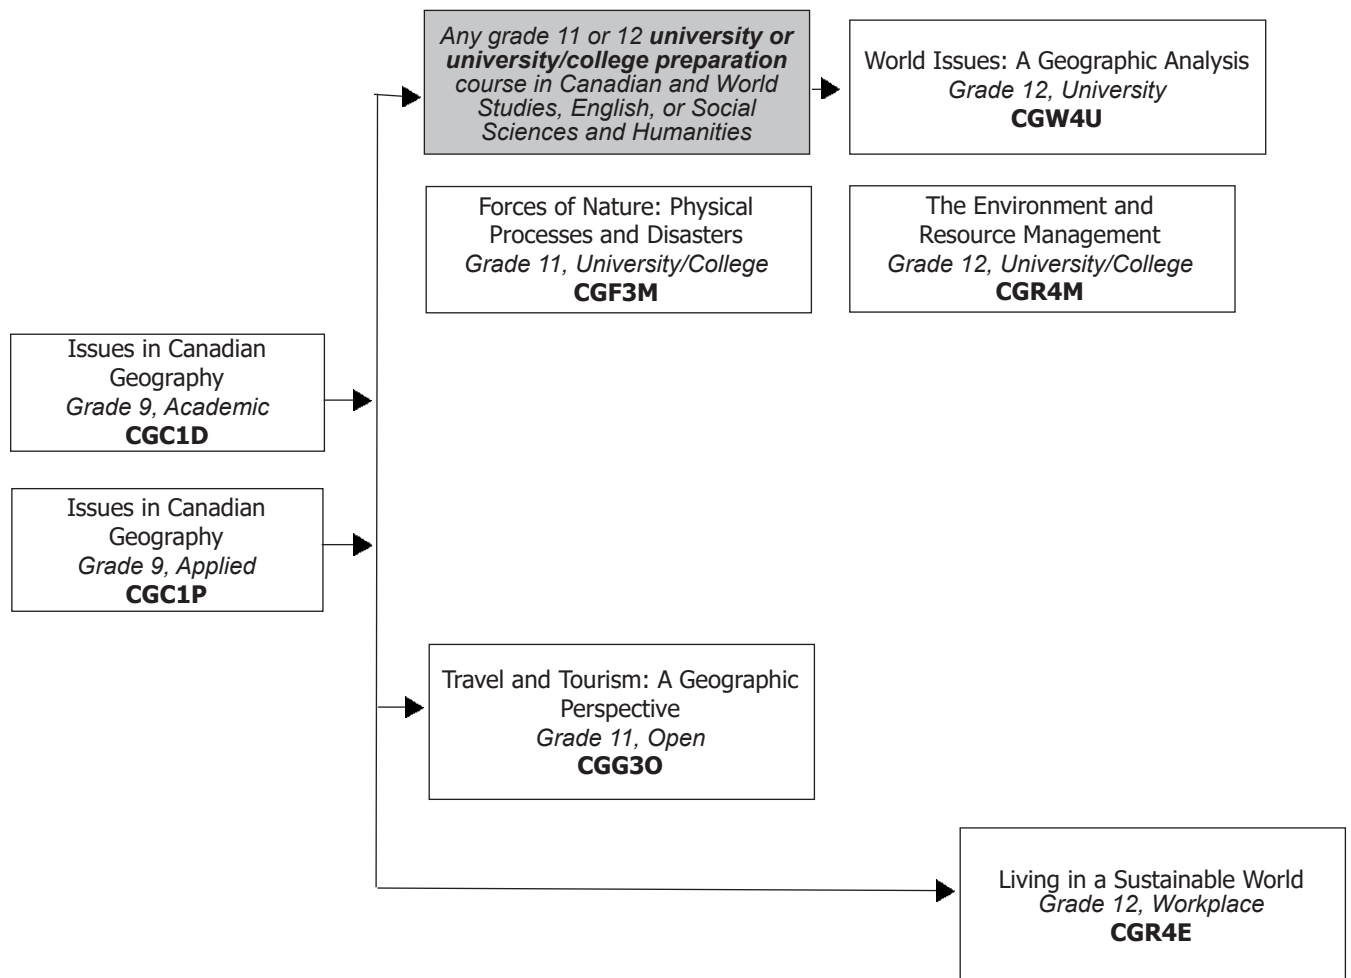 Any grade 11 or 12 university or
university/college preparation
course in Canadian and World
Studies, English, or Social
Sciences and Humanities
World Issues: A Geographic Analysis
Grade 12, University
CGW4U
Forces of Nature: Physical
Processes and Disasters
Grade 11, University/College
CGF3M
The Environment and
Resource Management
Grade 12, University/College
CGR4M
Issues in Canadian
Geography
Grade 9, Academic
CGC1D
Issues in Canadian
Geography
Grade 9, Applied
CGC1P
Travel and Tourism: A Geographic
Perspective
Grade 11, Open
CGG3O
Living in a Sustainable World
Grade 12, Workplace
CGR4E